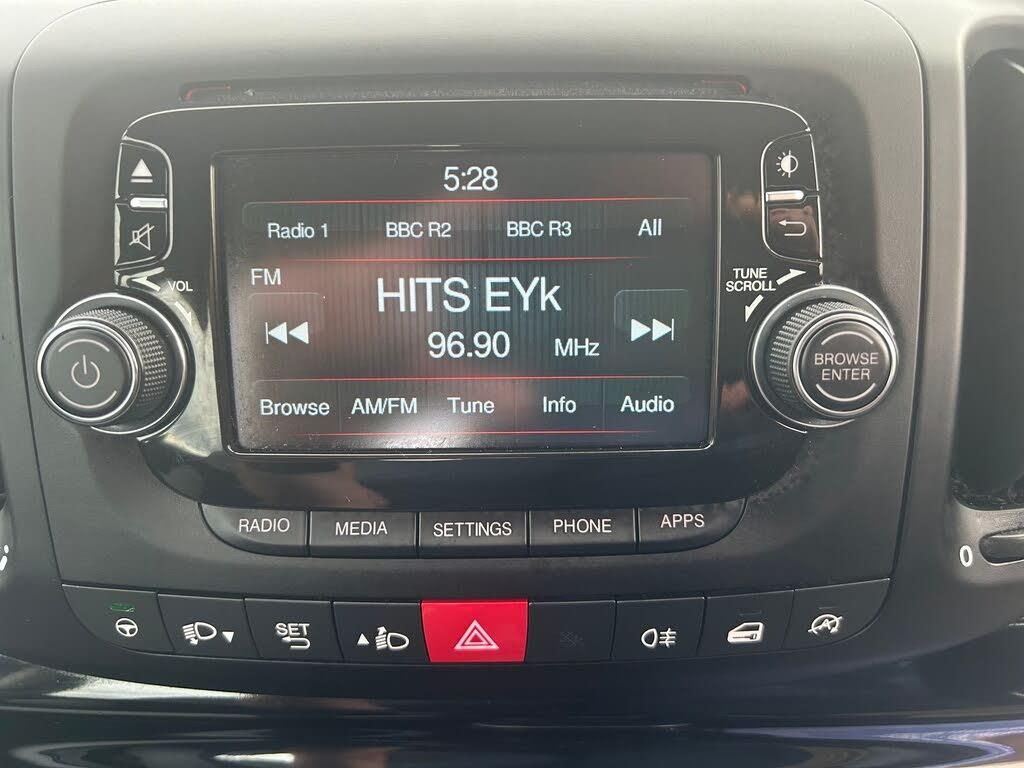 5:28
Radio 1 BBC R2 BBC R3 All
FM
VOL
TUNE
SCROLL
HITS EYk
96.90 MHz
BROWSE
ENTER
Browse AM/FM Tune Info Audio
RADIO MEDIA SETTINGS PHONE APPS
0
SET